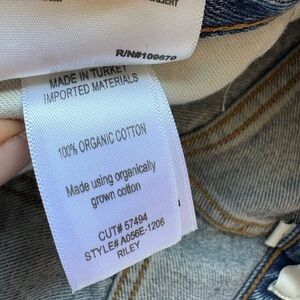 R/N#109670
MADE IN TURKEY
IMPORTED MATERIALS
100% ORGANIC COTTON
Made using organically
grown cotton
CUT# 57494
STYLE# A056E-1206
RILEY